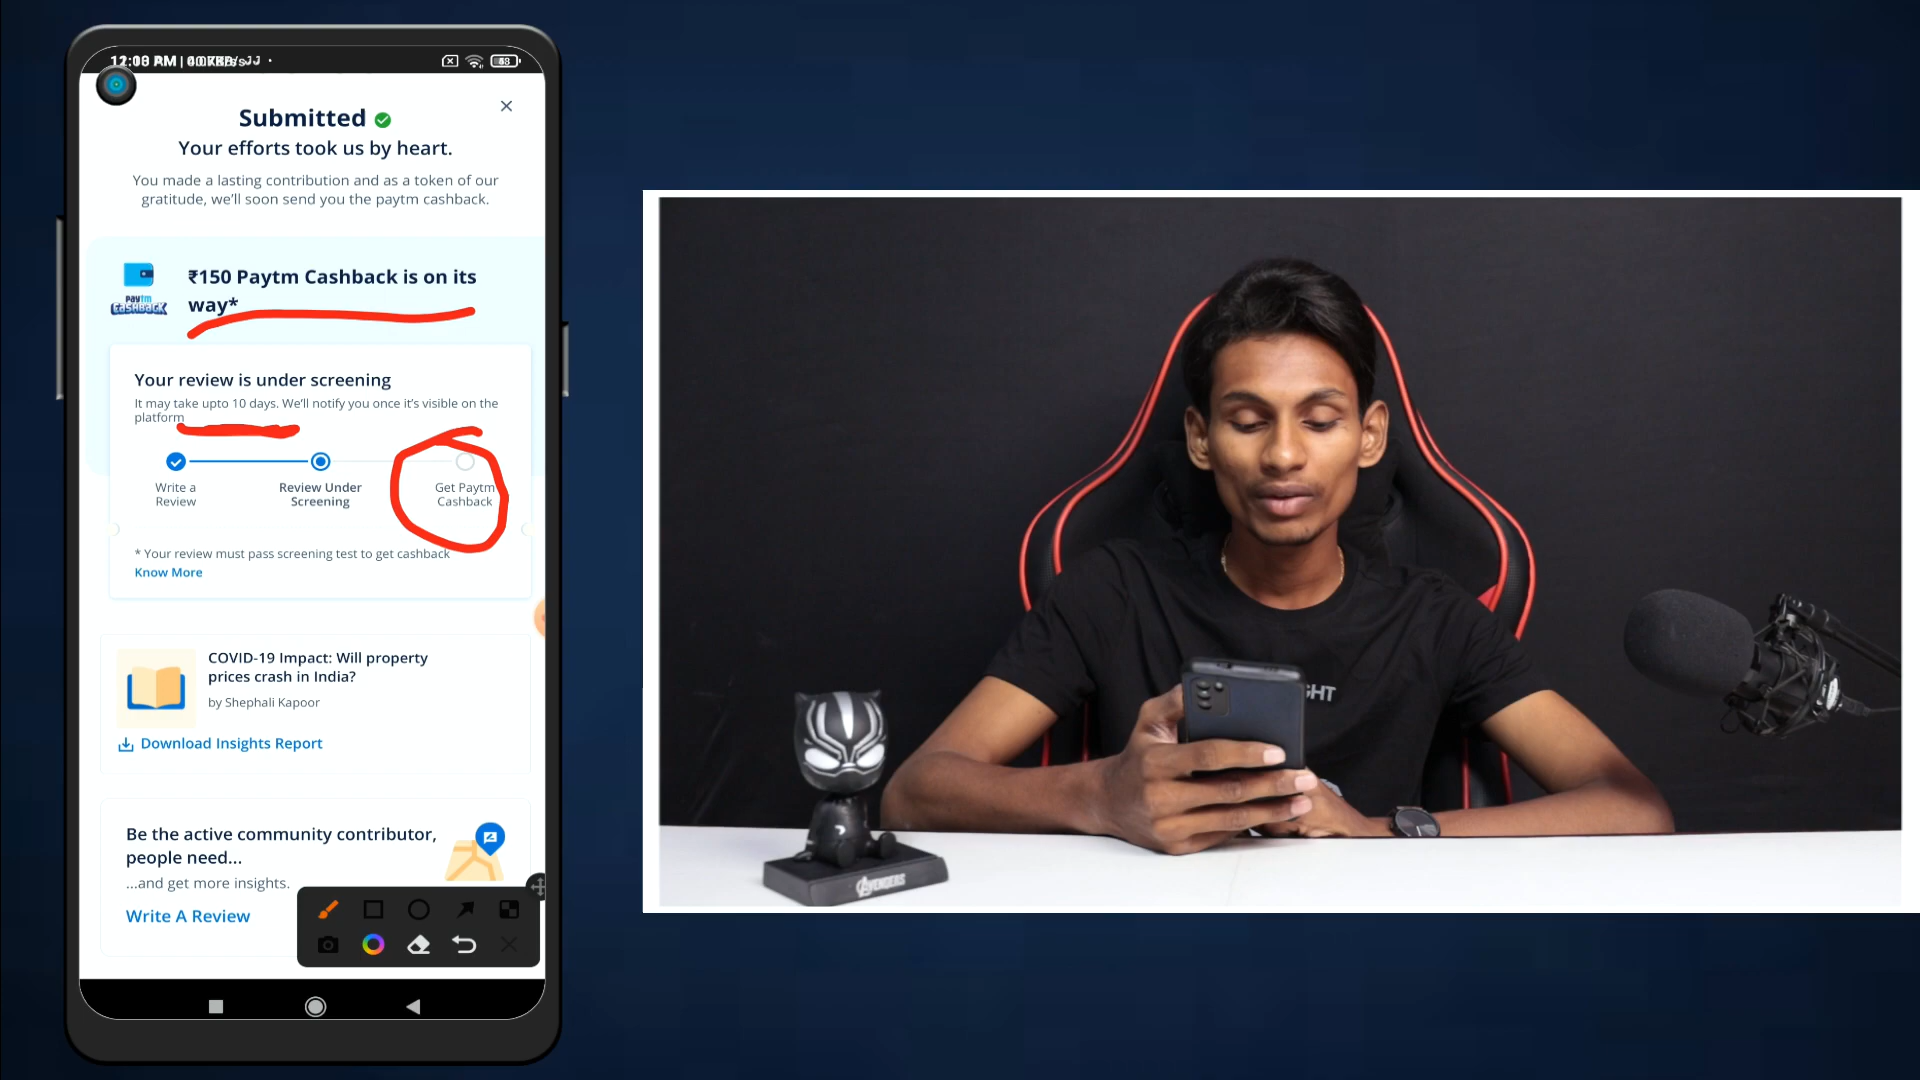 Submitted
Your efforts took us by heart.
You made a lasting contribution and as a token of our
gratitude, we'll soon send you the paytm cashback.
₹150 Paytm Cashback is on its
way*
paytm
CASHBACK
Your review is under screening
It may take upto 10 days. We'll notify you once it's visible on the
platform
Write a
Review
Review Under
Screening
Get Paytm
Cashback
* Your review must pass screening test to get cashback
Know More
COVID-19 Impact: Will property
prices crash in India?
by Shephali Kapoor
Download Insights Report
Be the active community contributor,
people need...
...and get more insights.
Write A Review
AVENGERS